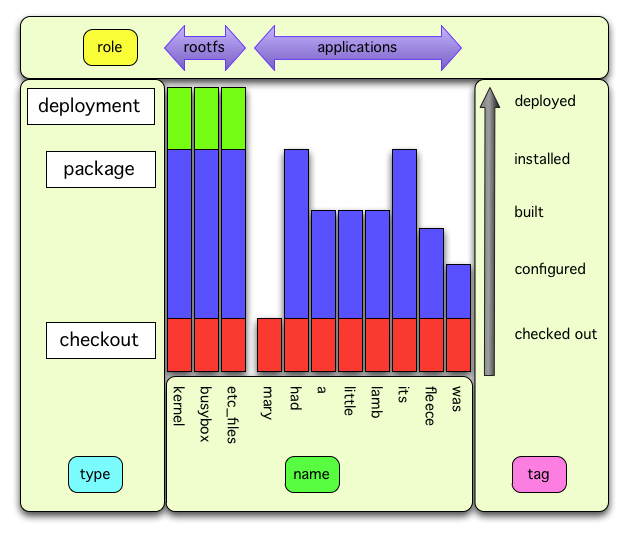 role
rootfs
applications
deployment
package
checkout
deployed
installed
built
configured
checked out
kernel
busybox
etc_files
mary
had
a
little
lamb
its
fleece
was
type
name
tag